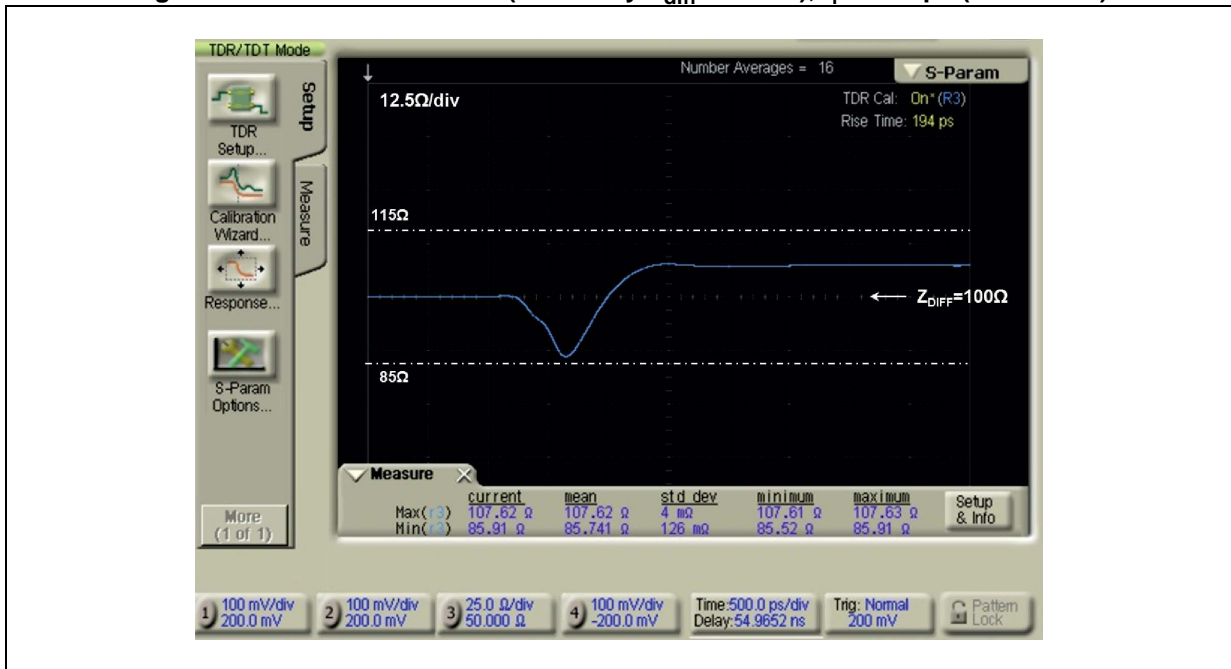 TDR/TDT Mode
Number Averages = 16
S-Param
12.5Ω/div
TDR Cal: On*(R3)
Rise Time: 194 ps
Setup
Measure
TDR
Setup...
Calibration
Wizard...
Response...
S-Param
Options...
More
(1 of 1)
115Ω
Z_DIFF=100Ω
85Ω
Measure
current mean std dev minimum maximum
Max(r3) 107.62 Ω 107.62 Ω 4 mΩ 107.61 Ω 107.63 Ω
Min(r3) 85.91 Ω 85.741 Ω 126 mΩ 85.52 Ω 85.91 Ω
Setup
& Info
1 100 mV/div
200.0 mV
2 100 mV/div
200.0 mV
3 25.0 Ω/div
50.000 Ω
4 100 mV/div
-200.0 mV
Time:500.0 ps/div
Delay:54.9652 ns
Trig: Normal
200 mV
Pattern
Lock